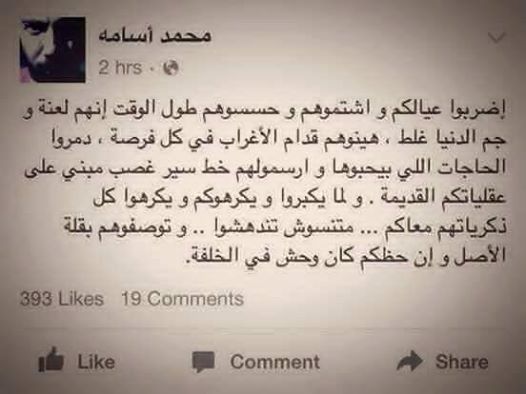 محمد أسامه
2 hrs ·
إضربوا عيالكم و اشتموهم و حسسوهم طول الوقت إنهم لعنة و
جم الدنيا غلط ، هينوهم قدام الأغراب في كل فرصة ، دمروا
الحاجات اللي بيحبوها و ارسمولهم خط سير غصب مبني على
عقلياتكم القديمة . و لما يكبروا و يكرهوكم و يكرهوا كل
ذكرياتهم معاكم ... متنسوش تندهشوا .. و توصفوهم بقلة
الأصل و إن حظكم كان وحش في الخلفة.
393 Likes 19 Comments
Like Comment Share